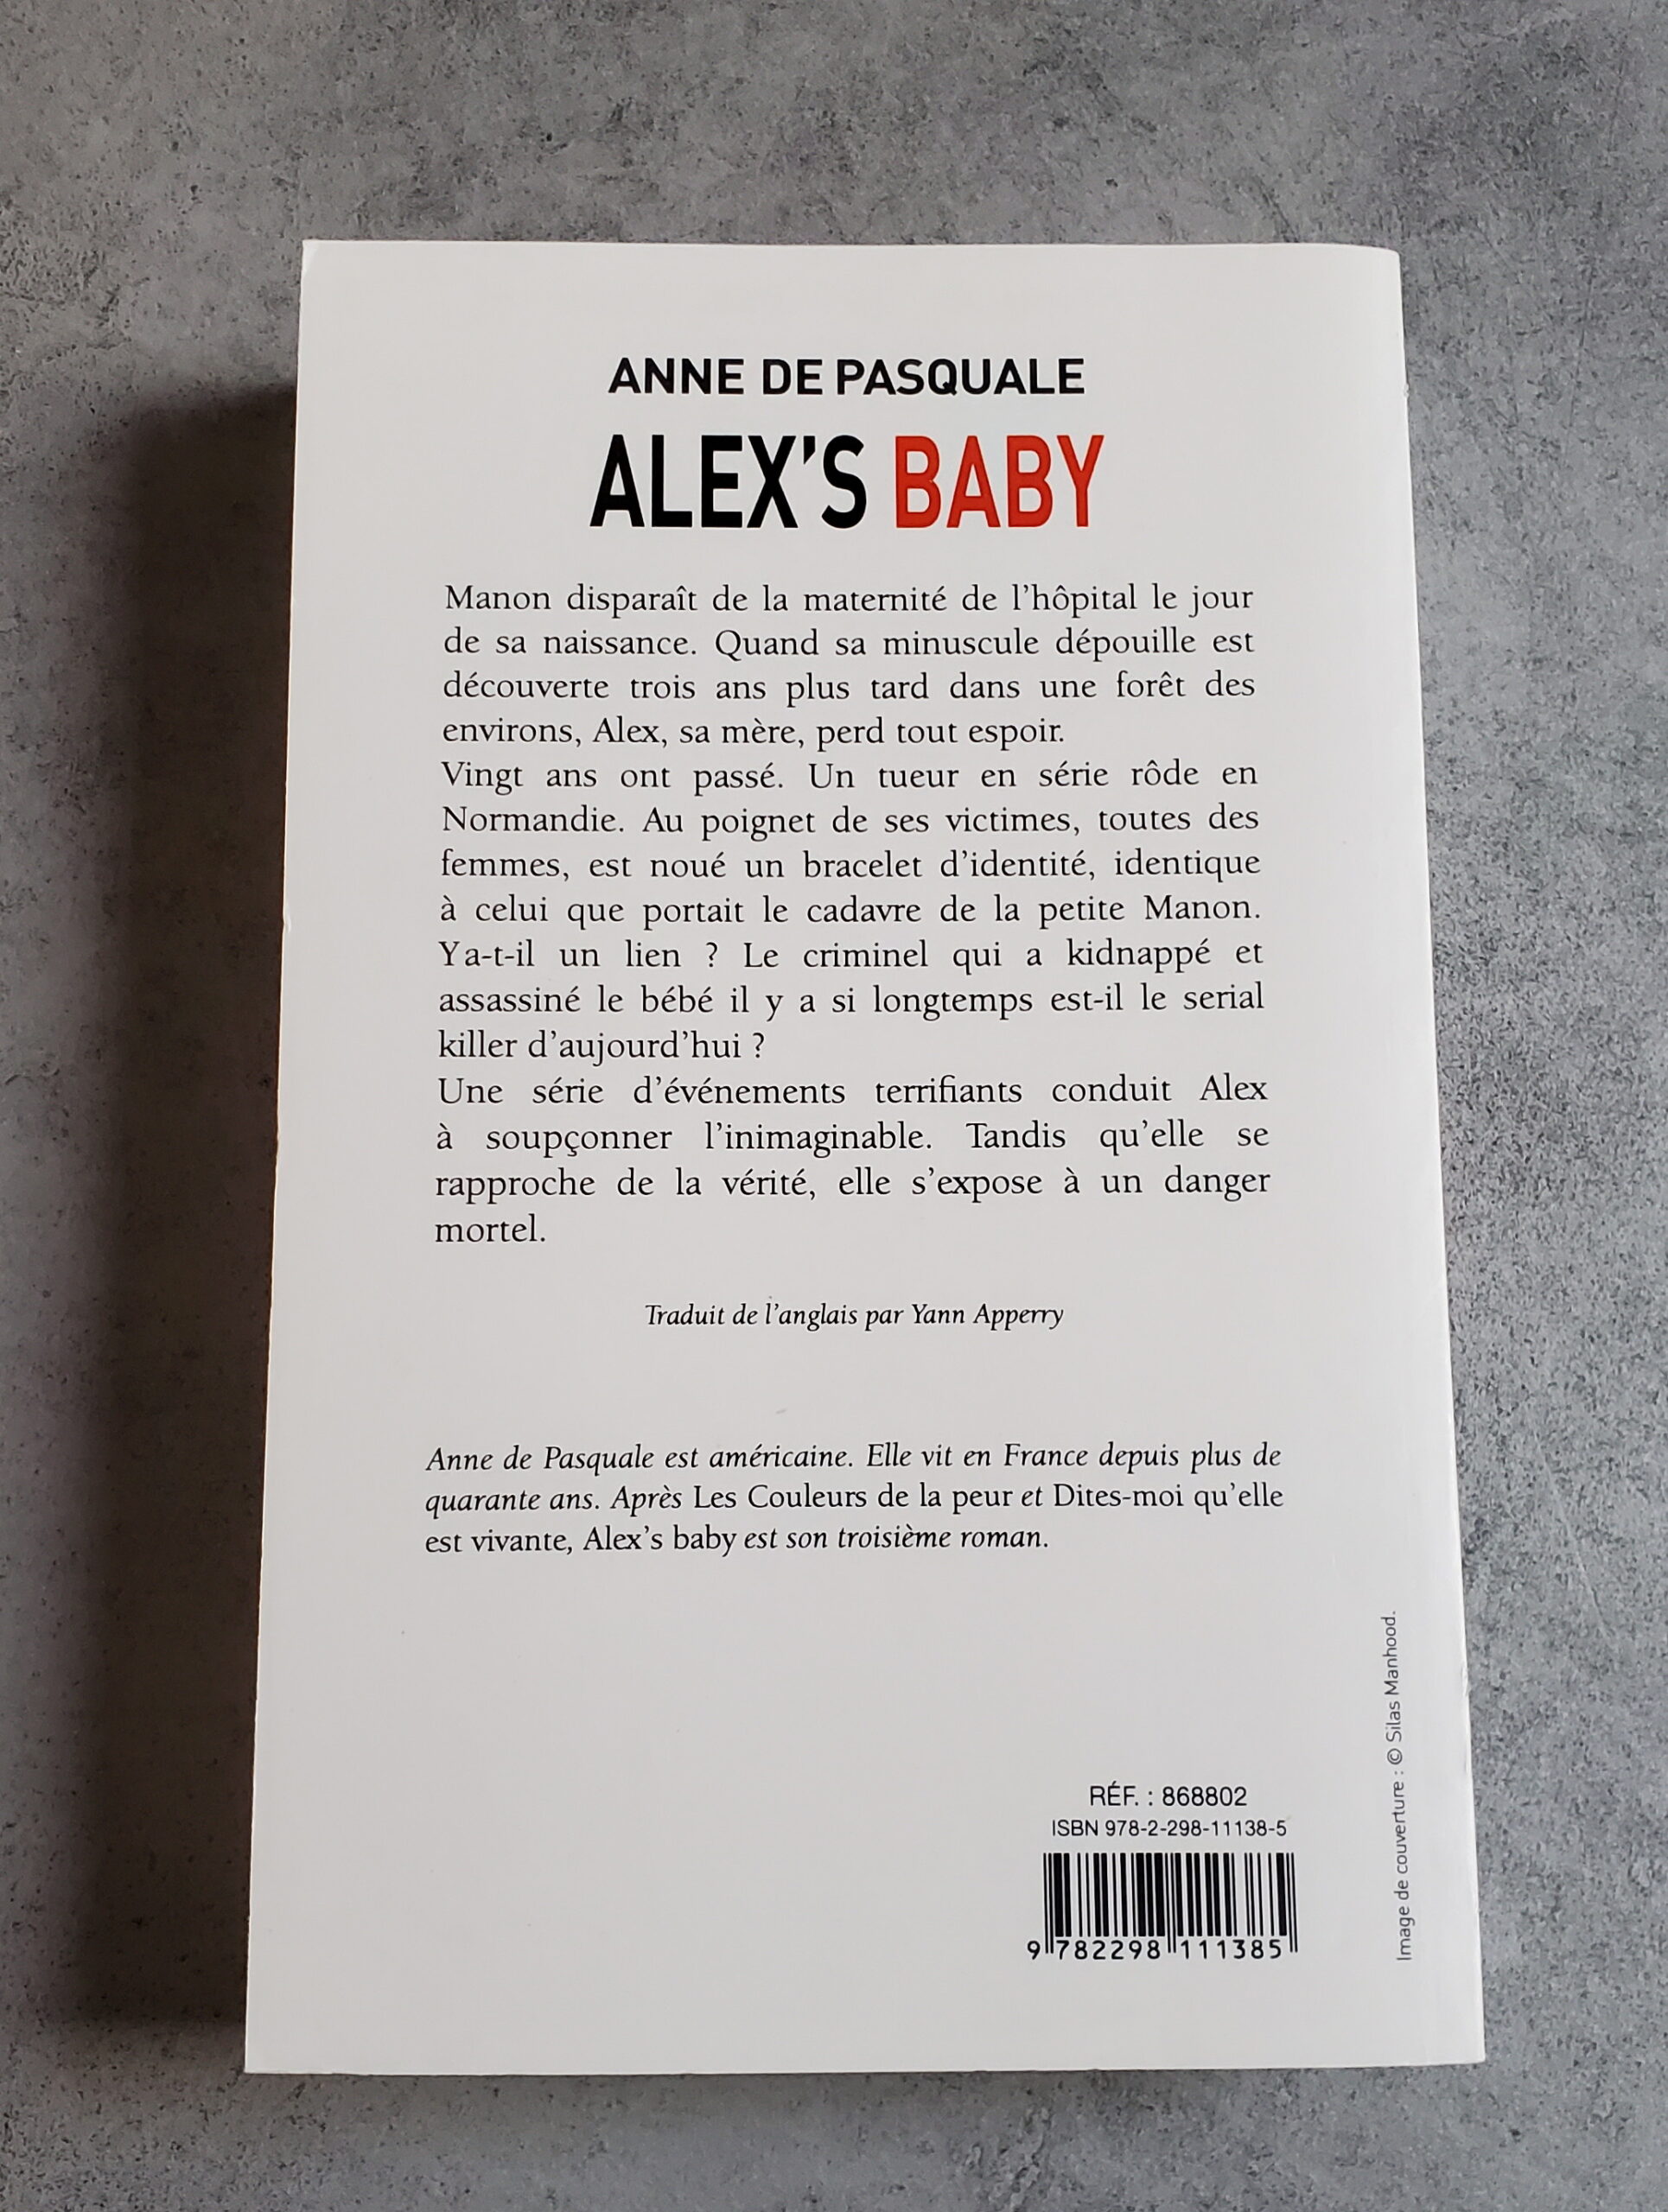 ANNE DE PASQUALE
ALEX'S BABY
Manon disparaît de la maternité de l'hôpital le jour
de sa naissance. Quand sa minuscule dépouille est
découverte trois ans plus tard dans une forêt des
environs, Alex, sa mère, perd tout espoir.
Vingt ans ont passé. Un tueur en série rôde en
Normandie. Au poignet de ses victimes, toutes des
femmes, est noué un bracelet d'identité, identique
à celui que portait le cadavre de la petite Manon.
Y a-t-il un lien ? Le criminel qui a kidnappé et
assassiné le bébé il y a si longtemps est-il le serial
killer d'aujourd'hui ?
Une série d'événements terrifiants conduit Alex
à soupçonner l'inimaginable. Tandis qu'elle se
rapproche de la vérité, elle s'expose à un danger
mortel.
Traduit de l'anglais par Yann Apperry
Anne de Pasquale est américaine. Elle vit en France depuis plus de
quarante ans. Après Les Couleurs de la peur et Dites-moi qu'elle
est vivante, Alex's baby est son troisième roman.
Image de couverture : © Silas Manhood.
RÉF. : 868802
ISBN 978-2-298-11138-5
9 782298 111385